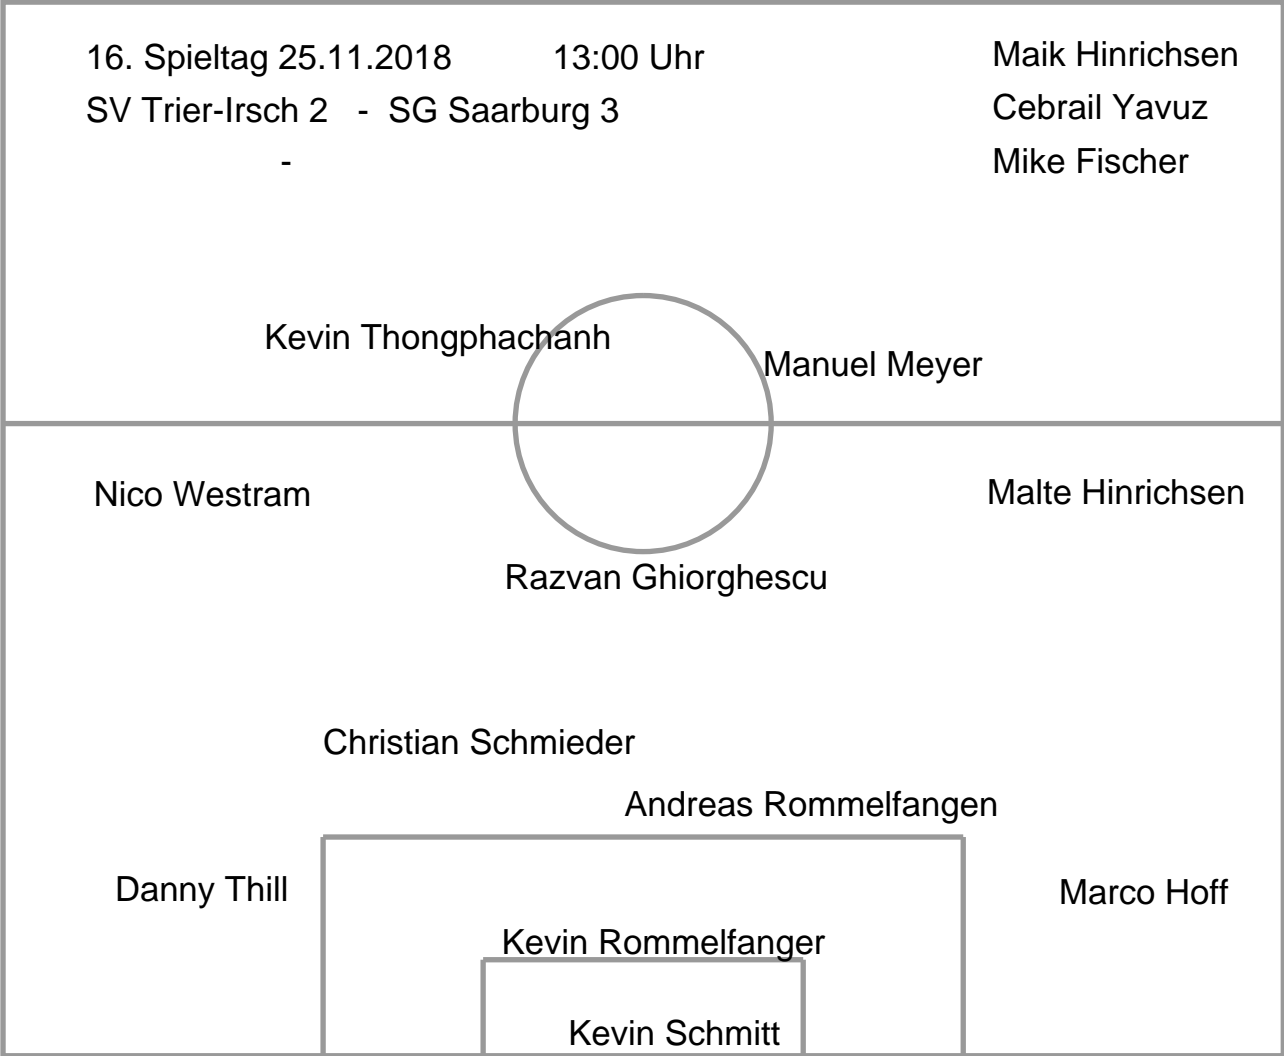 16. Spieltag 25.11.2018 13:00 Uhr
SV Trier-Irsch 2 - SG Saarburg 3
-
Maik Hinrichsen
Cebrail Yavuz
Mike Fischer
Kevin Thongphachanh
Manuel Meyer
Nico Westram
Malte Hinrichsen
Razvan Ghiorghescu
Christian Schmieder
Andreas Rommelfangen
Danny Thill
Marco Hoff
Kevin Rommelfanger
Kevin Schmitt